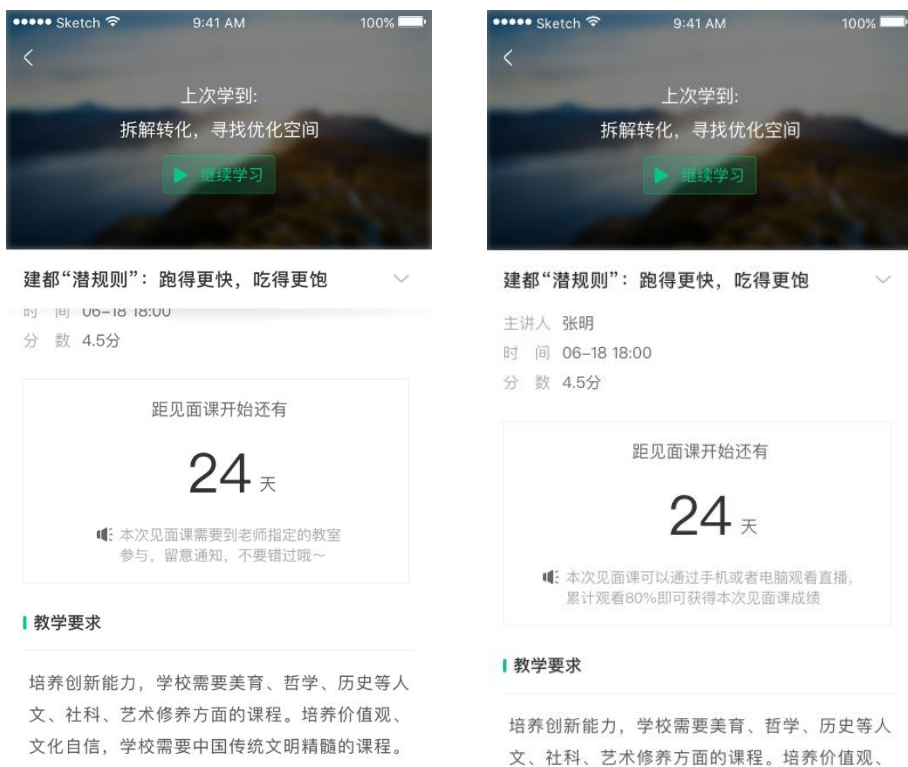 Sketch 9:41 AM 100%
上次学到:
拆解转化，寻找优化空间
继续学习
建都“潜规则”：跑得更快，吃得更饱
时 间 06-18 18:00
分 数 4.5分
距见面课开始还有
24 天
本次见面课需要到老师指定的教室
参与，留意通知，不要错过哦～
教学要求
培养创新能力，学校需要美育、哲学、历史等人
文、社科、艺术修养方面的课程。培养价值观、
文化自信，学校需要中国传统文明精髓的课程。
Sketch 9:41 AM 100%
上次学到:
拆解转化，寻找优化空间
继续学习
建都“潜规则”：跑得更快，吃得更饱
主讲人 张明
时 间 06-18 18:00
分 数 4.5分
距见面课开始还有
24 天
本次见面课可以通过手机或者电脑观看直播，
累计观看80%即可获得本次见面课成绩
教学要求
培养创新能力，学校需要美育、哲学、历史等人
文、社科、艺术修养方面的课程。培养价值观、